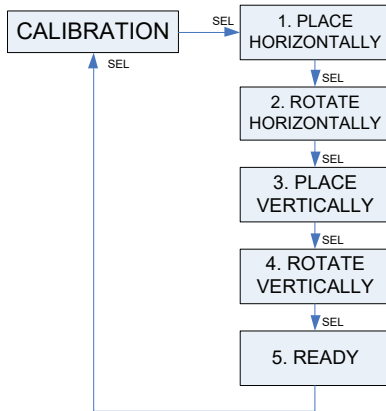 CALIBRATION
SEL
1. PLACE
HORIZONTALLY
SEL
2. ROTATE
HORIZONTALLY
SEL
3. PLACE
VERTICALLY
SEL
4. ROTATE
VERTICALLY
SEL
5. READY
SEL